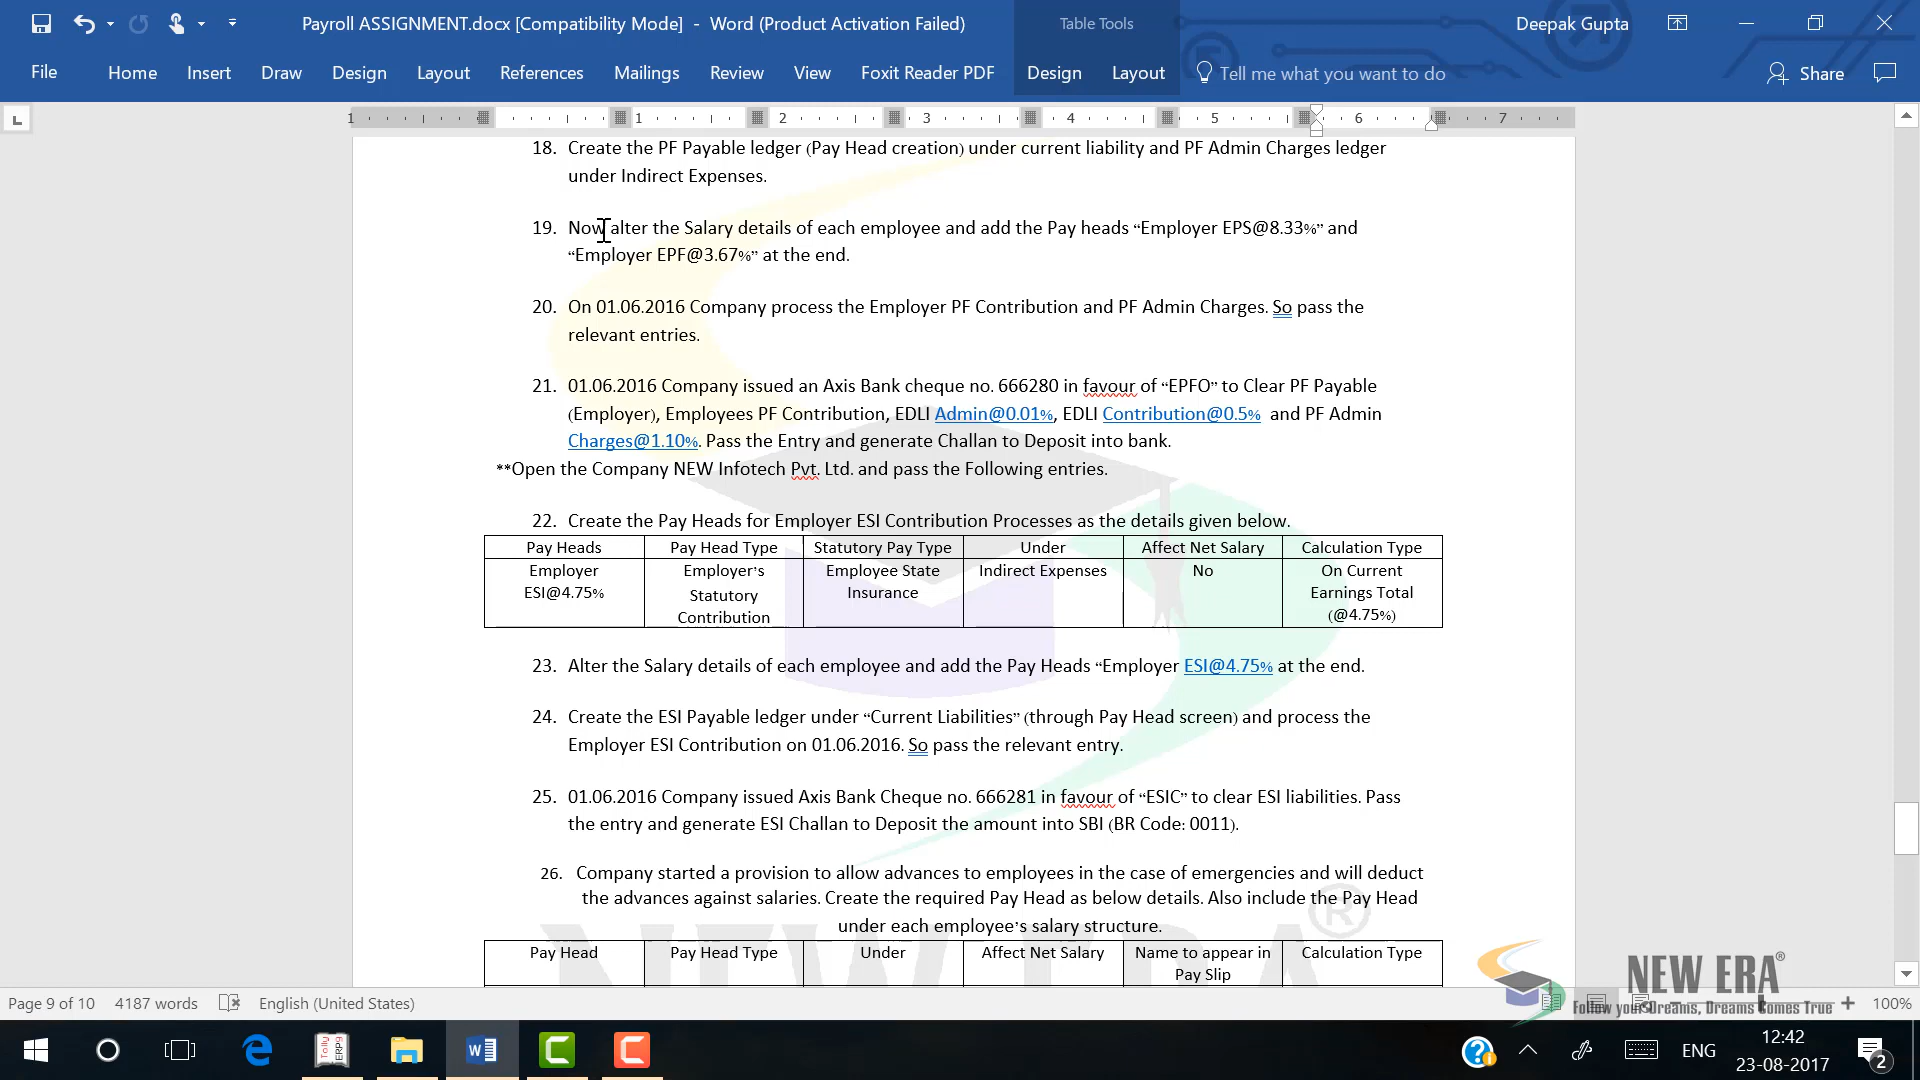 Payroll ASSIGNMENT.docx [Compatibility Mode] - Word (Product Activation Failed)
Table Tools
Deepak Gupta
File Home Insert Draw Design Layout References Mailings Review View Foxit Reader PDF Design Layout Tell me what you want to do Share
1 1 2 3 4 5 6 7
18. Create the PF Payable ledger (Pay Head creation) under current liability and PF Admin Charges ledger
under Indirect Expenses.
19. Now alter the Salary details of each employee and add the Pay heads “Employer EPS@8.33%” and
“Employer EPF@3.67%” at the end.
20. On 01.06.2016 Company process the Employer PF Contribution and PF Admin Charges. So pass the
relevant entries.
21. 01.06.2016 Company issued an Axis Bank cheque no. 666280 in favour of “EPFO” to Clear PF Payable
(Employer), Employees PF Contribution, EDLI Admin@0.01%, EDLI Contribution@0.5% and PF Admin
Charges@1.10%. Pass the Entry and generate Challan to Deposit into bank.
**Open the Company NEW Infotech Pvt. Ltd. and pass the Following entries.
22. Create the Pay Heads for Employer ESI Contribution Processes as the details given below.
Pay Heads Pay Head Type Statutory Pay Type Under Affect Net Salary Calculation Type
Employer Employer’s Employee State Indirect Expenses No On Current
ESI@4.75% Statutory Insurance Earnings Total
Contribution (@4.75%)
23. Alter the Salary details of each employee and add the Pay Heads “Employer ESI@4.75% at the end.
24. Create the ESI Payable ledger under “Current Liabilities” (through Pay Head screen) and process the
Employer ESI Contribution on 01.06.2016. So pass the relevant entry.
25. 01.06.2016 Company issued Axis Bank Cheque no. 666281 in favour of “ESIC” to clear ESI liabilities. Pass
the entry and generate ESI Challan to Deposit the amount into SBI (BR Code: 0011).
26. Company started a provision to allow advances to employees in the case of emergencies and will deduct
the advances against salaries. Create the required Pay Head as below details. Also include the Pay Head
under each employee’s salary structure.
Pay Head Pay Head Type Under Affect Net Salary Name to appear in Calculation Type
Pay Slip
NEW ERA ®
NEW ERA®
Follow your Dreams, Dreams Comes True
Page 9 of 10 4187 words English (United States) 100%
Tally ERP9
ENG
12:42
23-08-2017
2